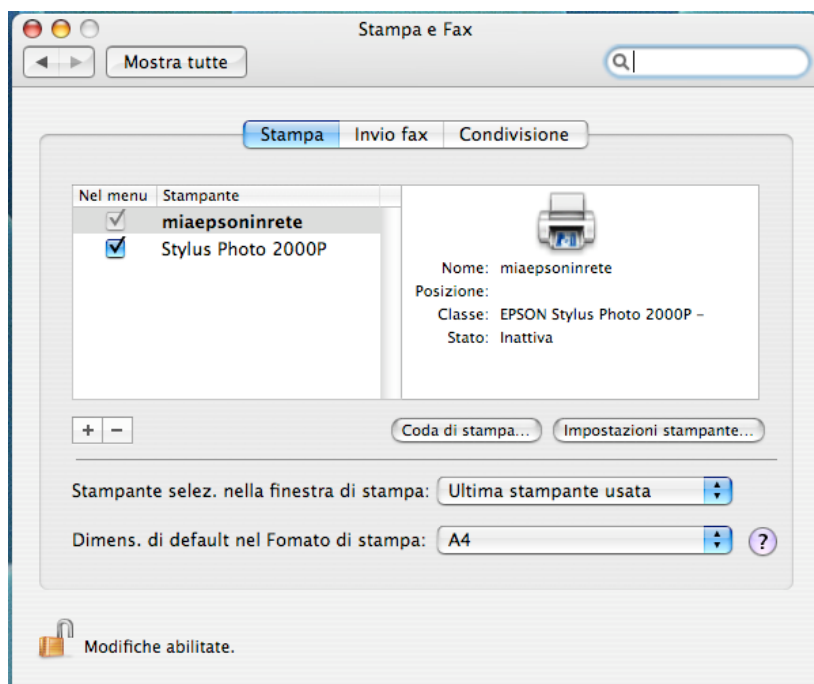 Stampa e Fax
Mostra tutte
Stampa Invio fax Condivisione
Nel menu Stampante
miaepsoninrete
Stylus Photo 2000P
Nome: miaepsoninrete
Posizione:
Classe: EPSON Stylus Photo 2000P –
Stato: Inattiva
+ −
Coda di stampa... Impostazioni stampante...
Stampante selez. nella finestra di stampa: Ultima stampante usata
Dimens. di default nel Fomato di stampa: A4 ?
Modifiche abilitate.